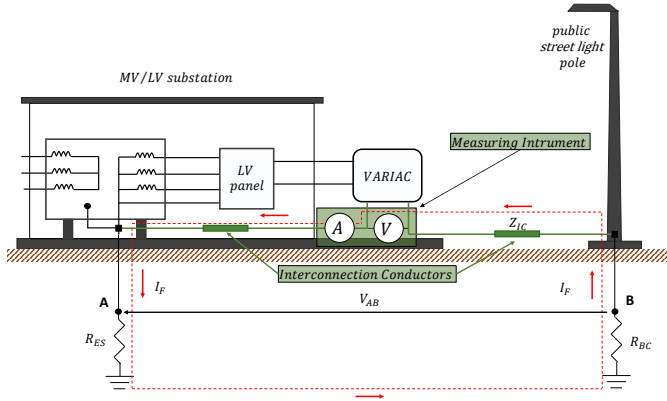 public
street light
pole
MV/LV substation
Measuring Intrument
LV
panel
VARIAC
A
V
Z_IC
Interconnection Conductors
I_F
I_F
A
V_AB
B
R_ES
R_BC